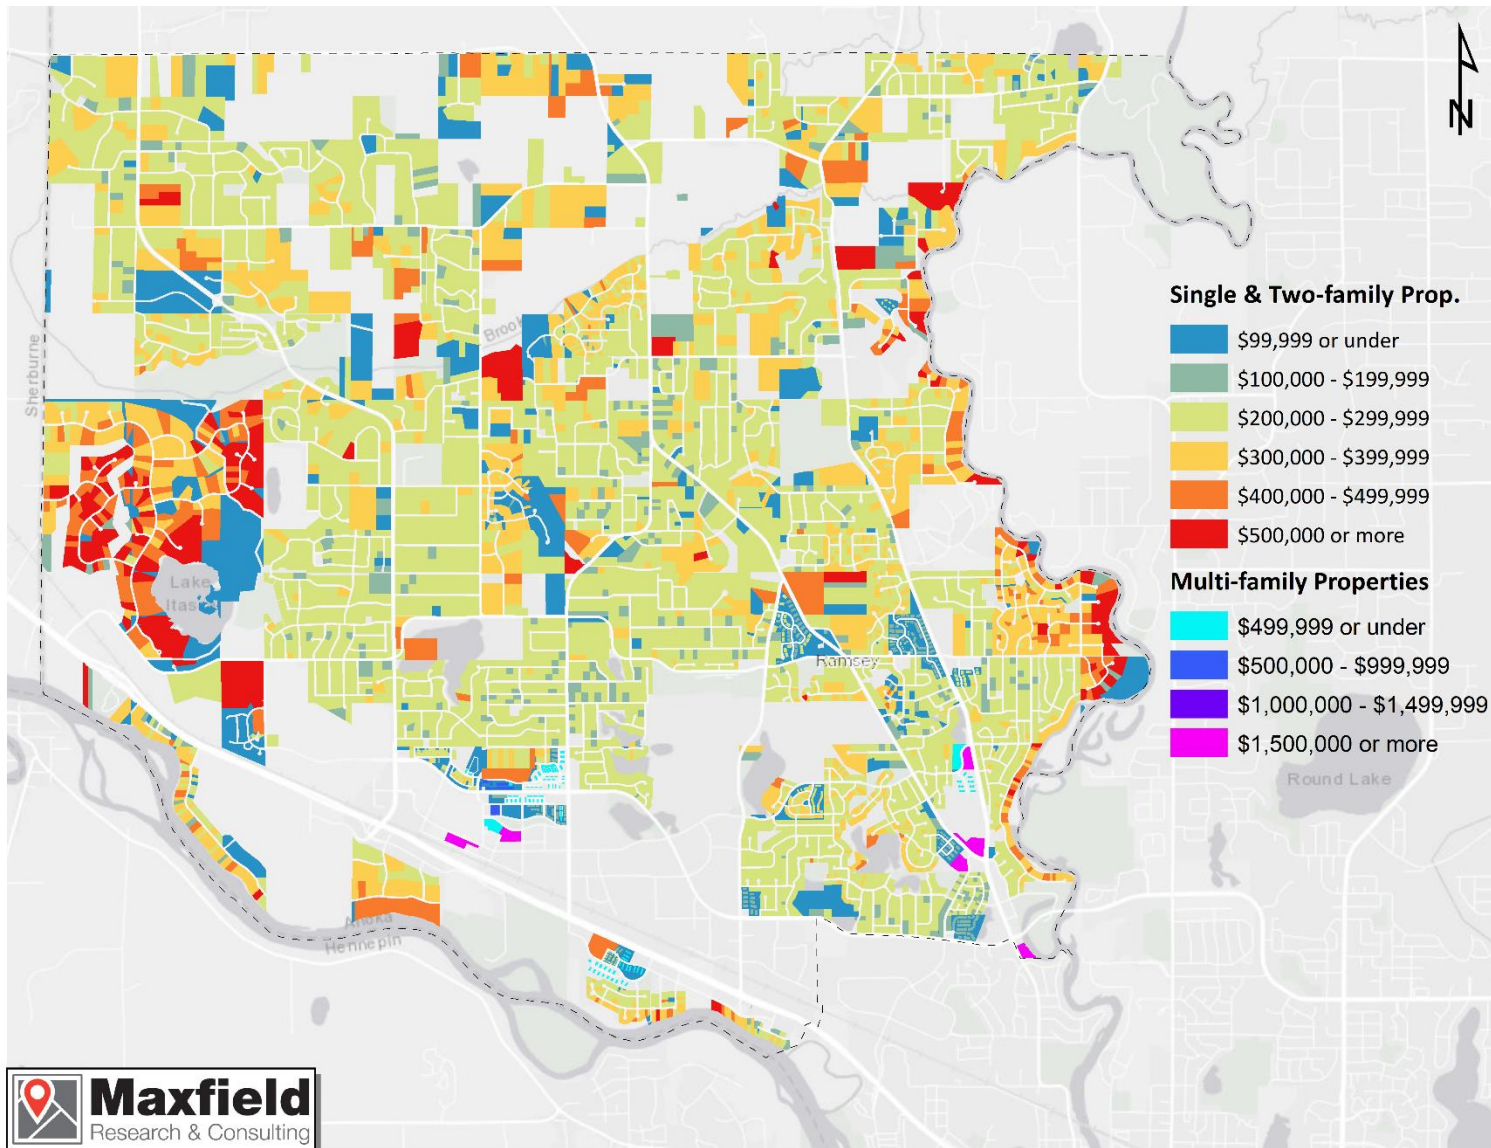 N
Brook
Sherburne
Single & Two-family Prop.
$99,999 or under
$100,000 - $199,999
$200,000 - $299,999
$300,000 - $399,999
$400,000 - $499,999
$500,000 or more
Multi-family Properties
$499,999 or under
$500,000 - $999,999
$1,000,000 - $1,499,999
$1,500,000 or more
Lake
Itas
Ramsey
Round Lake
Anoka
Hennepin
Maxfield
Research & Consulting